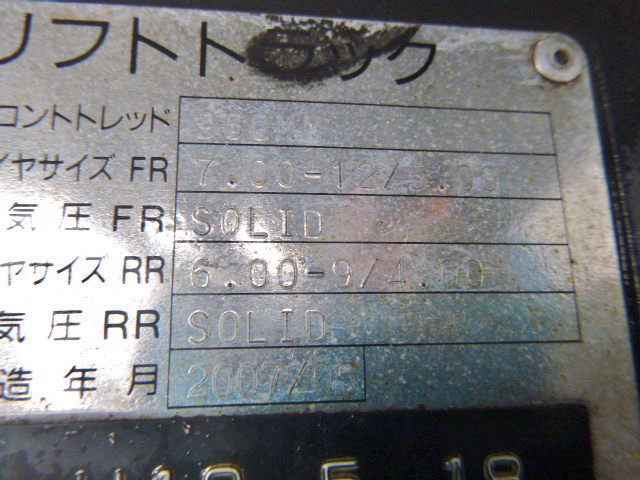 リフトトラック
コントトレッド
イヤサイズ FR 7.00-12/5.00
気圧 FR SOLID
ヤサイズ RR 6.00-9/4.00
気圧 RR SOLID
造年月 2007/05